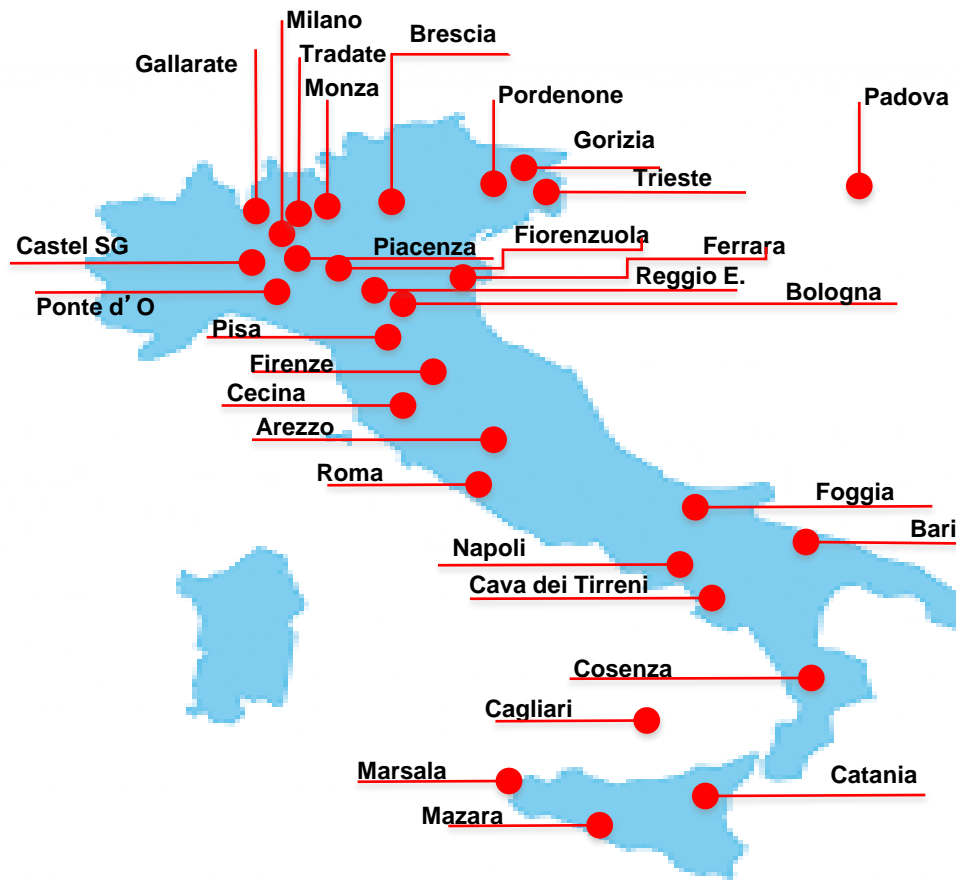 Milano
Brescia
Tradate
Gallarate
Monza
Pordenone
Padova
Gorizia
Trieste
Castel SG
Piacenza
Fiorenzuola
Ferrara
Reggio E.
Ponte d’ O
Bologna
Pisa
Firenze
Cecina
Arezzo
Roma
Foggia
Bari
Napoli
Cava dei Tirreni
Cosenza
Cagliari
Marsala
Catania
Mazara